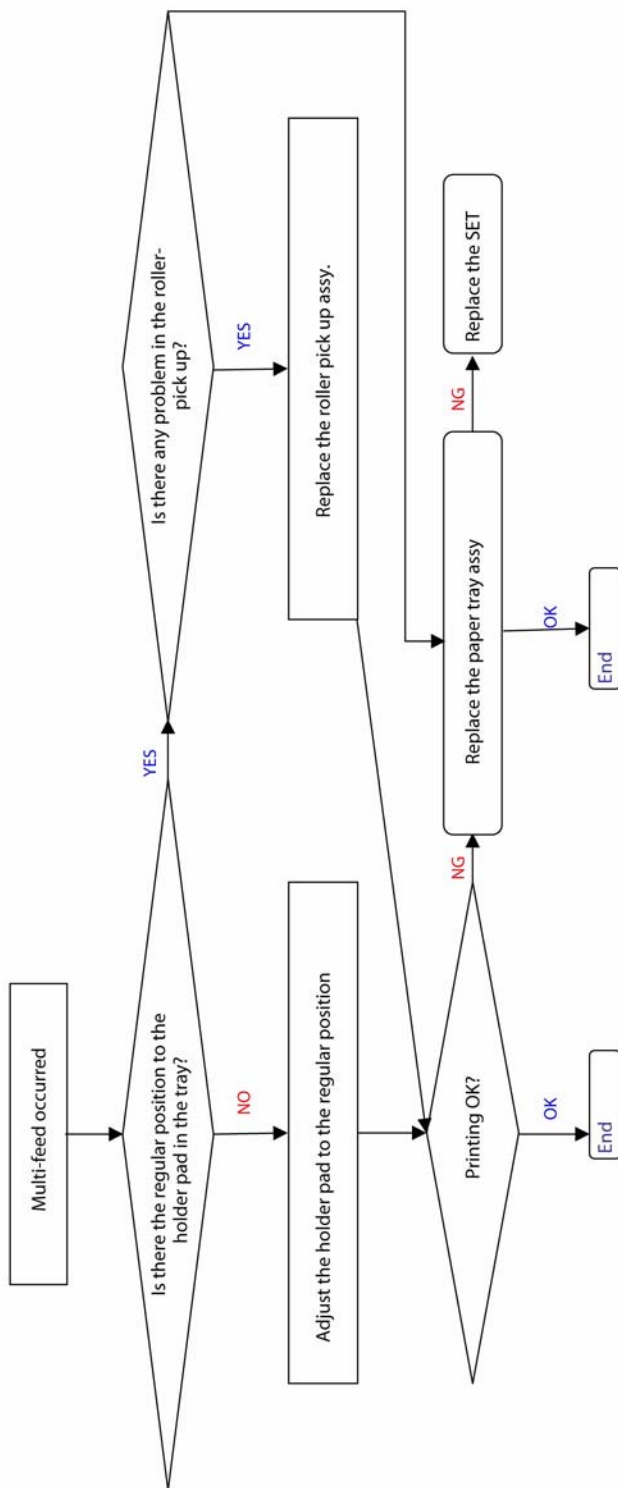 Multi-feed occurred
Is there the regular position to the
holder pad in the tray?
YES
Is there any problem in the roller-
pick up?
NO
YES
Adjust the holder pad to the regular position
Replace the roller pick up assy.
Printing OK?
NG
Replace the paper tray assy
NG
Replace the SET
OK
End
OK
End